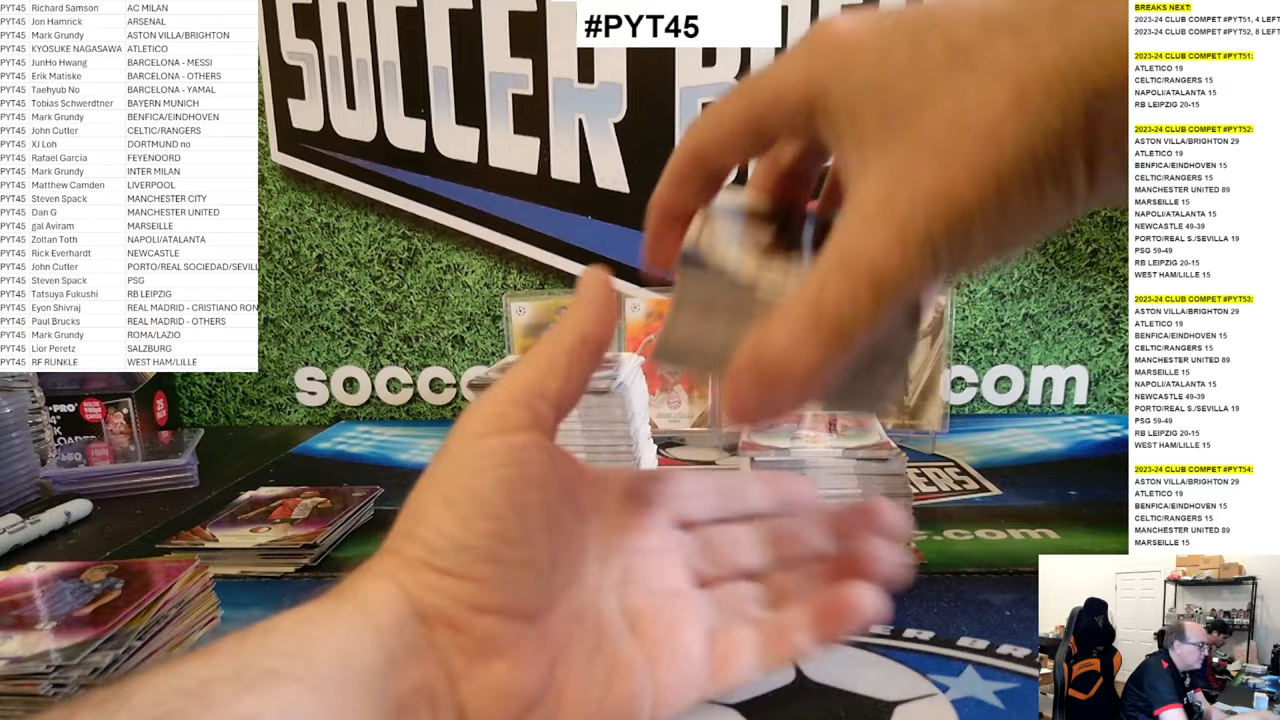 #PYT45
PYT45 Richard Samson AC MILAN
PYT45 Jon Hamrick ARSENAL
PYT45 Mark Grundy ASTON VILLA/BRIGHTON
PYT45 KYOSUKE NAGASAWA ATLETICO
PYT45 JunHo Hwang BARCELONA - MESSI
PYT45 Erik Matiske BARCELONA - OTHERS
PYT45 Taehyub No BARCELONA - YAMAL
PYT45 Tobias Schwerdtner BAYERN MUNICH
PYT45 Mark Grundy BENFICA/EINDHOVEN
PYT45 John Cutler CELTIC/RANGERS
PYT45 XJ Loh DORTMUND no
PYT45 Rafael Garcia FEYENOORD
PYT45 Mark Grundy INTER MILAN
PYT45 Matthew Camden LIVERPOOL
PYT45 Steven Spack MANCHESTER CITY
PYT45 Dan G MANCHESTER UNITED
PYT45 gal Aviram MARSEILLE
PYT45 Zoltan Toth NAPOLI/ATALANTA
PYT45 Rick Everhardt NEWCASTLE
PYT45 John Cutler PORTO/REAL SOCIEDAD/SEVILL
PYT45 Steven Spack PSG
PYT45 Tatsuya Fukushi RB LEIPZIG
PYT45 Eyon Shivraj REAL MADRID - CRISTIANO RON
PYT45 Paul Brucks REAL MADRID - OTHERS
PYT45 Mark Grundy ROMA/LAZIO
PYT45 Lior Peretz SALZBURG
PYT45 RF RUNKLE WEST HAM/LILLE
SOCCER
socc
com
ERS
c.com
BREAKS NEXT:
2023-24 CLUB COMPET #PYT51, 4 LEFT
2023-24 CLUB COMPET #PYT52, 8 LEFT
2023-24 CLUB COMPET #PYT51:
ATLETICO 19
CELTIC/RANGERS 15
NAPOLI/ATALANTA 15
RB LEIPZIG 20-15
2023-24 CLUB COMPET #PYT52:
ASTON VILLA/BRIGHTON 29
ATLETICO 19
BENFICA/EINDHOVEN 15
CELTIC/RANGERS 15
MANCHESTER UNITED 89
MARSEILLE 15
NAPOLI/ATALANTA 15
NEWCASTLE 49-39
PORTO/REAL S./SEVILLA 19
PSG 59-49
RB LEIPZIG 20-15
WEST HAM/LILLE 15
2023-24 CLUB COMPET #PYT53:
ASTON VILLA/BRIGHTON 29
ATLETICO 19
BENFICA/EINDHOVEN 15
CELTIC/RANGERS 15
MANCHESTER UNITED 89
MARSEILLE 15
NAPOLI/ATALANTA 15
NEWCASTLE 49-39
PORTO/REAL S./SEVILLA 19
PSG 59-49
RB LEIPZIG 20-15
WEST HAM/LILLE 15
2023-24 CLUB COMPET #PYT54:
ASTON VILLA/BRIGHTON 29
ATLETICO 19
BENFICA/EINDHOVEN 15
CELTIC/RANGERS 15
MANCHESTER UNITED 89
MARSEILLE 15